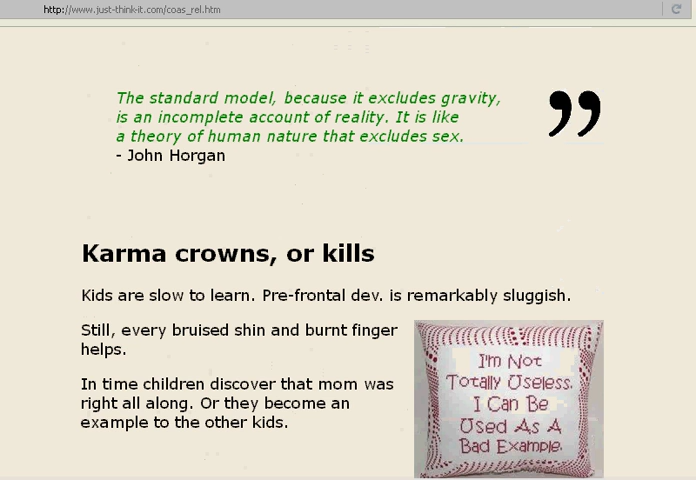 http://www.just-think-it.com/coas_rel.htm
The standard model, because it excludes gravity,
is an incomplete account of reality. It is like
a theory of human nature that excludes sex.
”
- John Horgan
Karma crowns, or kills
Kids are slow to learn. Pre-frontal dev. is remarkably sluggish.
Still, every bruised shin and burnt finger
helps.
In time children discover that mom was
right all along. Or they become an
example to the other kids.
I'm Not
Totally Useless.
I Can Be
Used As A
Bad Example.